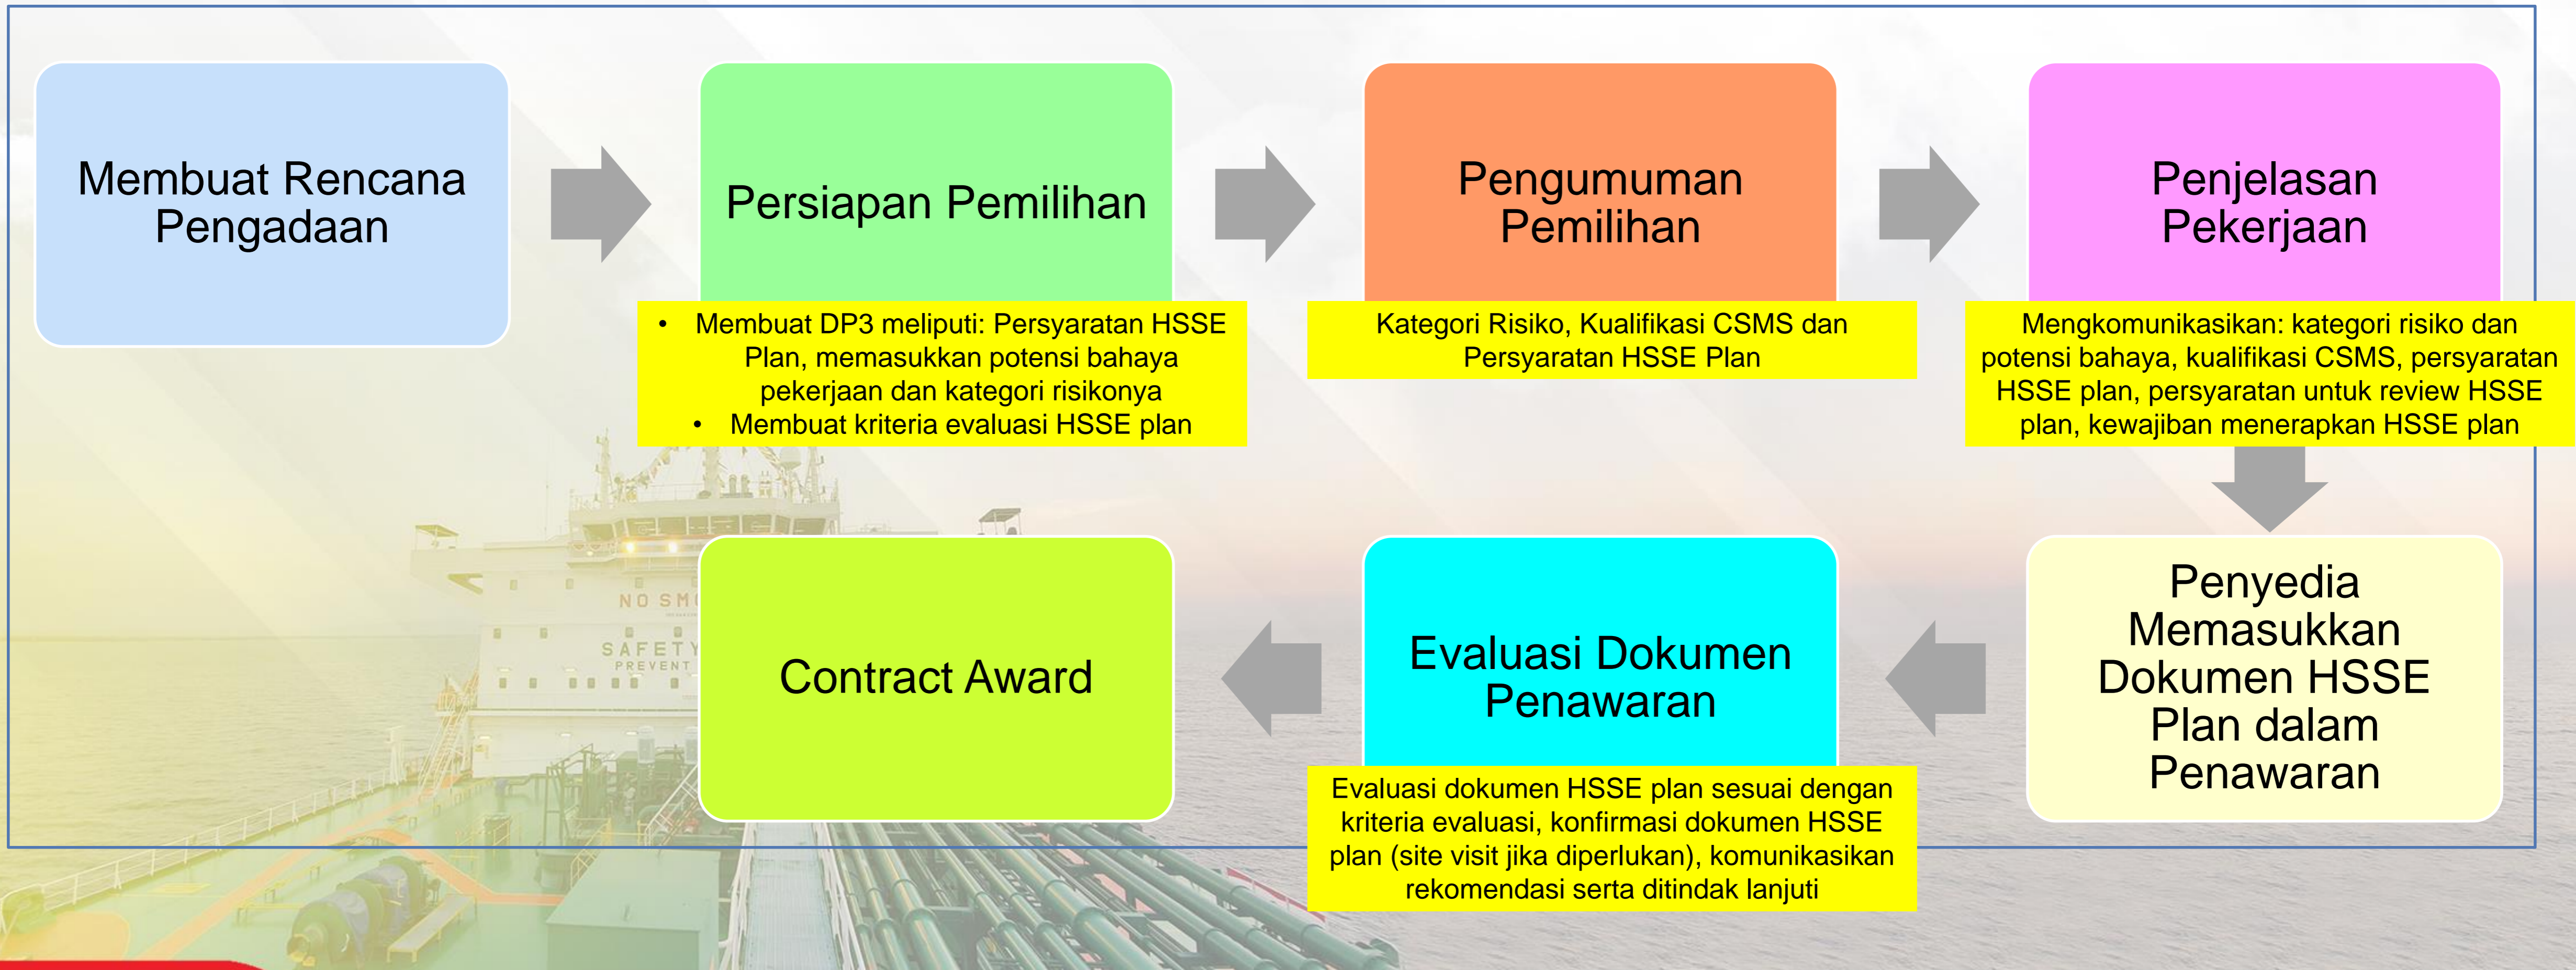 Membuat Rencana
Pengadaan
Persiapan Pemilihan
• Membuat DP3 meliputi: Persyaratan HSSE
Plan, memasukkan potensi bahaya
pekerjaan dan kategori risikonya
• Membuat kriteria evaluasi HSSE plan
Pengumuman
Pemilihan
Kategori Risiko, Kualifikasi CSMS dan
Persyaratan HSSE Plan
Penjelasan
Pekerjaan
Mengkomunikasikan: kategori risiko dan
potensi bahaya, kualifikasi CSMS, persyaratan
HSSE plan, persyaratan untuk review HSSE
plan, kewajiban menerapkan HSSE plan
Penyedia
Memasukkan
Dokumen HSSE
Plan dalam
Penawaran
Evaluasi Dokumen
Penawaran
Evaluasi dokumen HSSE plan sesuai dengan
kriteria evaluasi, konfirmasi dokumen HSSE
plan (site visit jika diperlukan), komunikasikan
rekomendasi serta ditindak lanjuti
Contract Award
NO SM
SAFETY
PREVENT